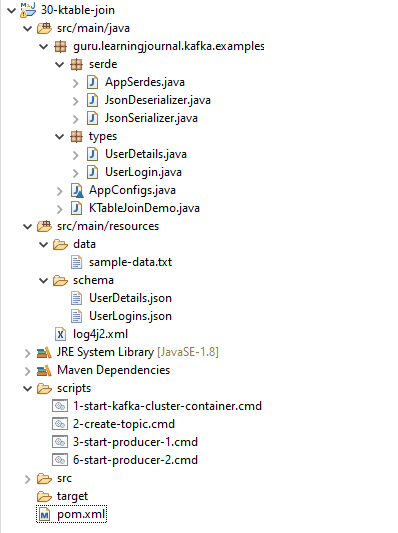 30-ktable-join
src/main/java
guru.learningjournal.kafka.examples
serde
AppSerdes.java
JsonDeserializer.java
JsonSerializer.java
types
UserDetails.java
UserLogin.java
AppConfigs.java
KTableJoinDemo.java
src/main/resources
data
sample-data.txt
schema
UserDetails.json
UserLogins.json
log4j2.xml
JRE System Library [JavaSE-1.8]
Maven Dependencies
scripts
1-start-kafka-cluster-container.cmd
2-create-topic.cmd
3-start-producer-1.cmd
6-start-producer-2.cmd
src
target
pom.xml